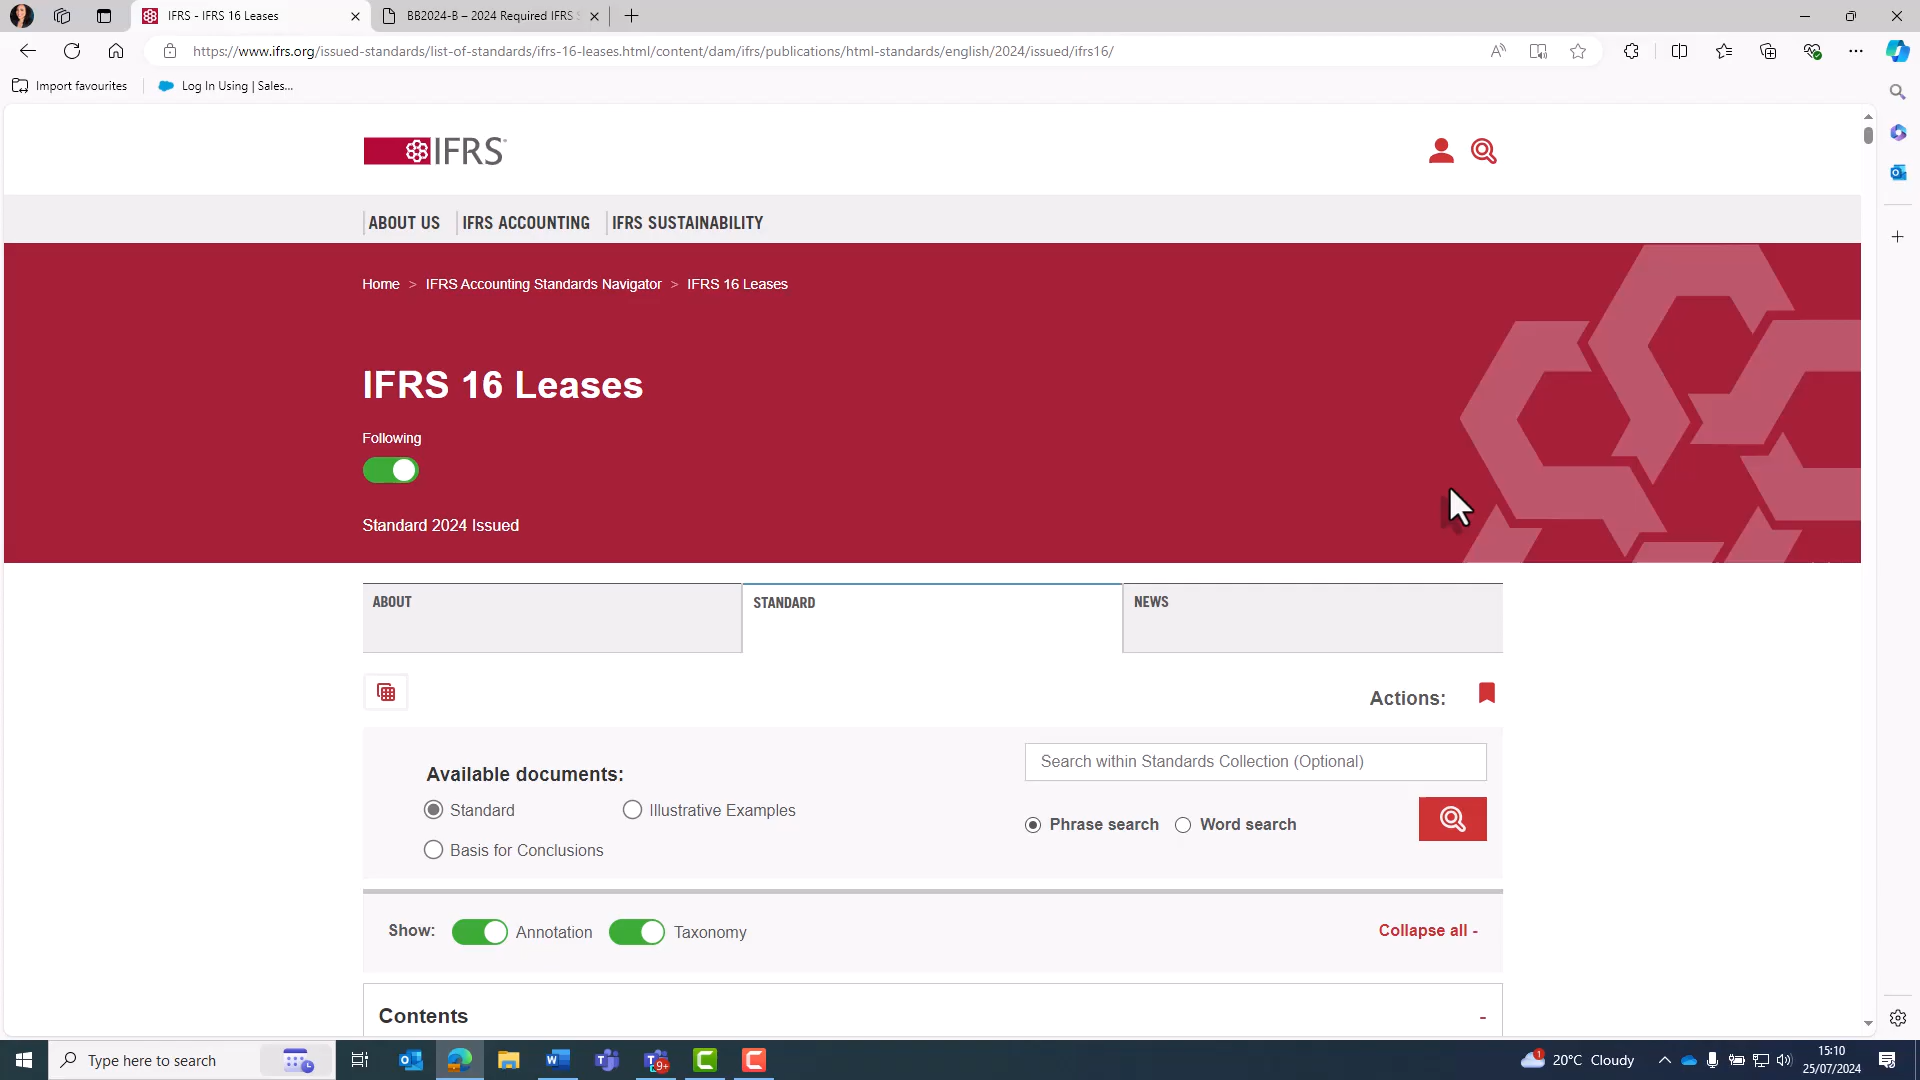 IFRS - IFRS 16 Leases
BB2024-B – 2024 Required IFRS S
https://www.ifrs.org/issued-standards/list-of-standards/ifrs-16-leases.html/content/dam/ifrs/publications/html-standards/english/2024/issued/ifrs16/
Import favourites
Log In Using | Sales...
IFRS
ABOUT US
IFRS ACCOUNTING
IFRS SUSTAINABILITY
Home > IFRS Accounting Standards Navigator > IFRS 16 Leases
IFRS 16 Leases
Following
Standard 2024 Issued
ABOUT
STANDARD
NEWS
Actions:
Search within Standards Collection (Optional)
Available documents:
Standard
Illustrative Examples
Phrase search
Word search
Basis for Conclusions
Show:
Annotation
Taxonomy
Collapse all -
Contents
-
Type here to search
9+
1
20°C Cloudy
15:10
25/07/2024